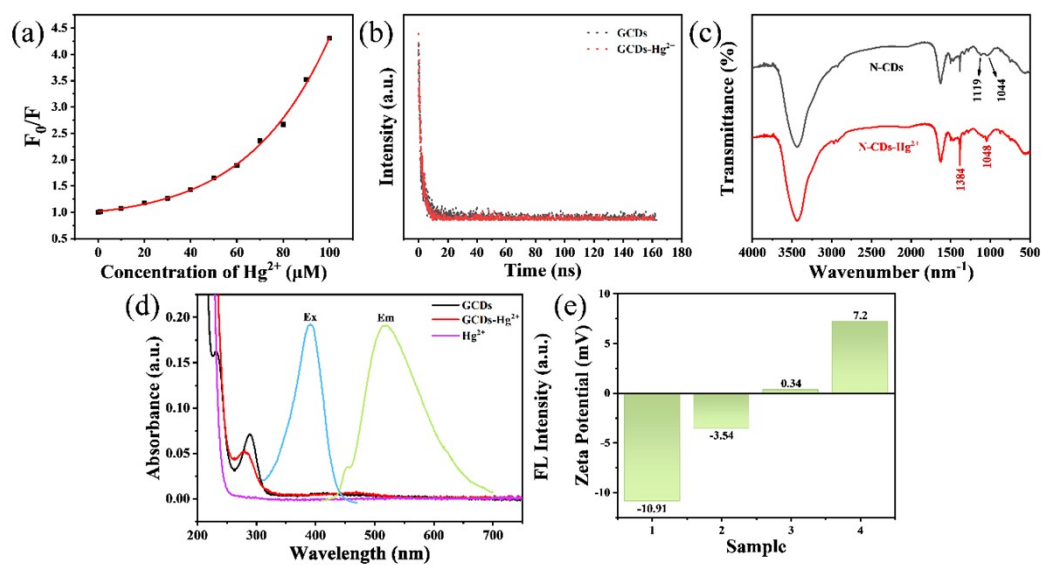 (a)
F₀/F
4.5
4.0
3.5
3.0
2.5
2.0
1.5
1.0
0.5
0 20 40 60 80 100
Concentration of Hg²⁺ (μM)
(b)
Intensity (a.u.)
GCDs
GCDs-Hg²⁺
0 20 40 60 80 100 120 140 160 180
Time (ns)
(c)
Transmittance (%)
N-CDs
1119
1044
N-CDs-Hg²⁺
1384
1048
4000 3500 3000 2500 2000 1500 1000 500
Wavenumber (nm⁻¹)
(d)
Absorbance (a.u.)
0.20
0.15
0.10
0.05
0.00
Ex
Em
GCDs
GCDs-Hg²⁺
Hg²⁺
200 300 400 500 600 700
Wavelength (nm)
FL Intensity (a.u.)
(e)
Zeta Potential (mV)
10
5
0
-5
-10
-10.91
-3.54
0.34
7.2
1 2 3 4
Sample